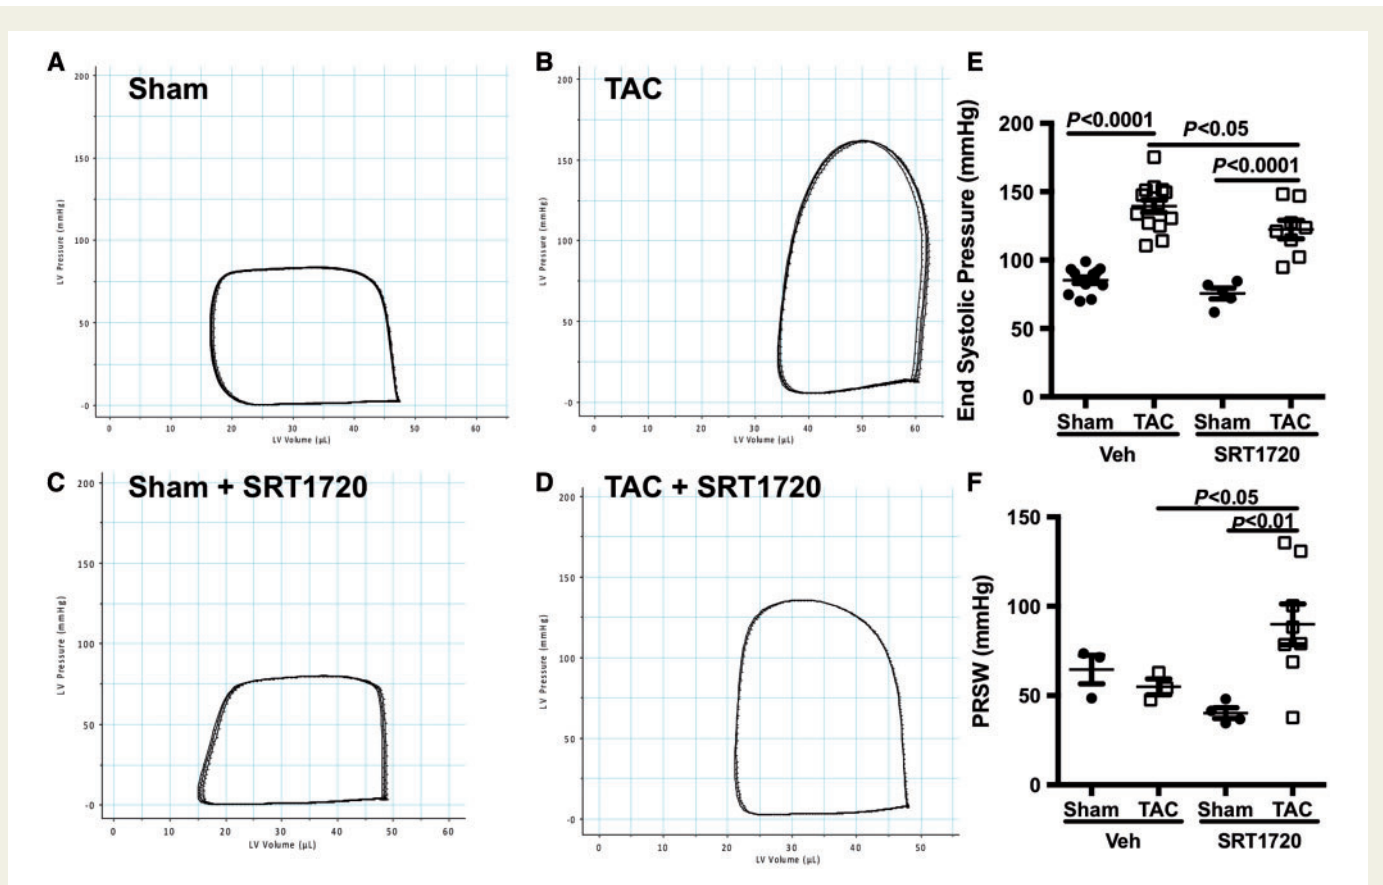 A
Sham
200
150
100
50
-0
LV Pressure (mmHg)
0 10 20 30 40 50 60
LV Volume (µL)
B
TAC
200
150
100
50
-0
LV Pressure (mmHg)
0 10 20 30 40 50 60
LV Volume (µL)
E
End Systolic Pressure (mmHg)
200
150
100
50
0
P<0.0001
P<0.05
P<0.0001
Sham TAC Sham TAC
Veh SRT1720
C
Sham + SRT1720
200
150
100
50
-0
LV Pressure (mmHg)
0 10 20 30 40 50 60
LV Volume (µL)
D
TAC + SRT1720
200
150
100
50
-0
LV Pressure (mmHg)
0 10 20 30 40 50
LV Volume (µL)
F
PRSW (mmHg)
150
100
50
0
P<0.05
p<0.01
Sham TAC Sham TAC
Veh SRT1720